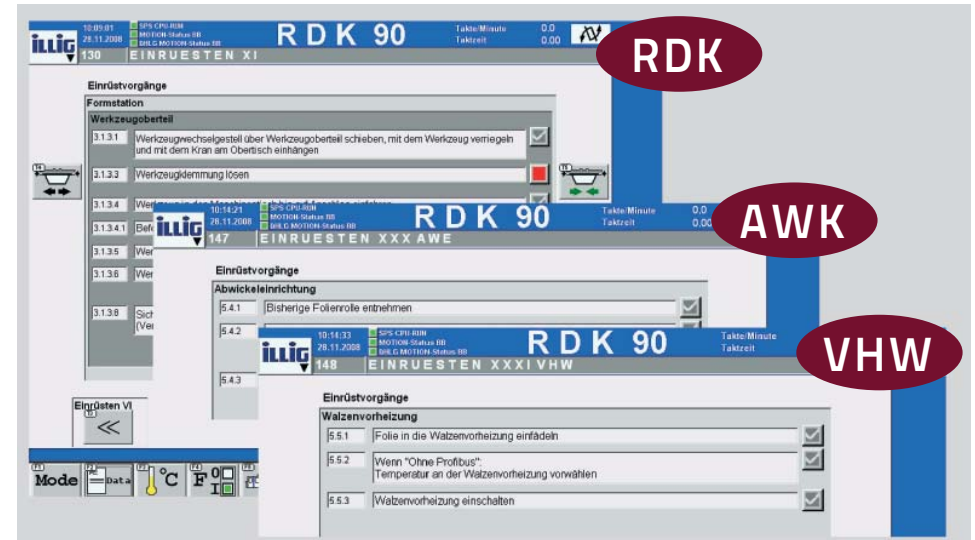 10:09:01
28.11.2008
SPS CPU-RUN
MOTION-Status BB
BHLG MOTION-Status BB
RDK 90
Takte/Minute 0.0
Taktzeit 0.00
ILLIG
130 EINRUESTEN XI
RDK
Einrüstvorgänge
Formstation
Werkzeugoberteil
3.1.3.1 Werkzeugwechselgestell über Werkzeugoberteil schieben, mit dem Werkzeug verriegeln
und mit dem Kran am Obertisch einhängen
3.1.3.3 Werkzeugklemmung lösen
3.1.3.4
3.1.3.4.1
3.1.3.5
3.1.3.6
3.1.3.8
Einrüsten VI
<<
F1 Mode
F2 Data
F3 °C
F4 F 0 I
10:14:21
28.11.2008
SPS CPU-RUN
MOTION-Status BB
BHLG MOTION-Status BB
RDK 90
Takte/Minute 0.0
Taktzeit 0.00
ILLIG
147 EINRUESTEN XXX AWE
AWK
Einrüstvorgänge
Abwickeleinrichtung
5.4.1 Bisherige Folienrolle entnehmen
5.4.2
5.4.3
10:14:33
28.11.2008
SPS CPU-RUN
MOTION-Status BB
BHLG MOTION-Status BB
RDK 90
Takte/Minute
Taktzeit
ILLIG
148 EINRUESTEN XXXI VHW
VHW
Einrüstvorgänge
Walzenvorheizung
5.5.1 Folie in die Walzenvorheizung einfädeln
5.5.2 Wenn "Ohne Profibus":
Temperatur an der Walzenvorheizung vorwählen
5.5.3 Walzenvorheizung einschalten